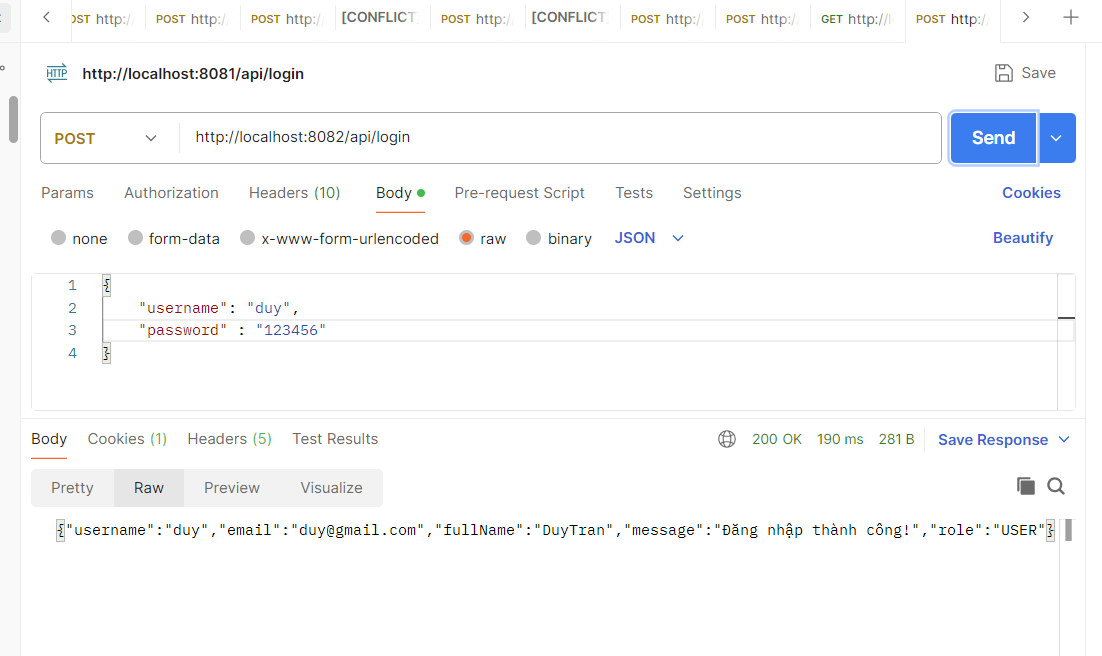 OST http:/
POST http:/
POST http:/
[CONFLICT
POST http:/
[CONFLICT
POST http:/
POST http:/
GET http://l
POST http:/
HTTP http://localhost:8081/api/login
Save
POST http://localhost:8082/api/login
Send
Params Authorization Headers (10) Body Pre-request Script Tests Settings Cookies
none form-data x-www-form-urlencoded raw binary JSON Beautify
1 {
2 "username": "duy",
3 "password" : "123456"
4 }
Body Cookies (1) Headers (5) Test Results 200 OK 190 ms 281 B Save Response
Pretty Raw Preview Visualize
{"username":"duy","email":"duy@gmail.com","fullName":"DuyTran","message":"Đăng nhập thành công!","role":"USER"}